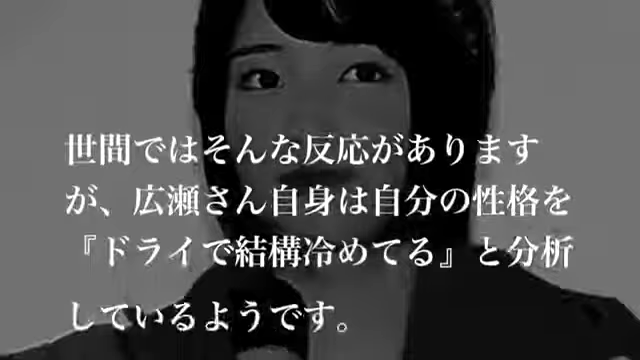 世間ではそんな反応があります
が、広瀬さん自身は自分の性格を
『ドライで結構冷めてる』と分析
しているようです。